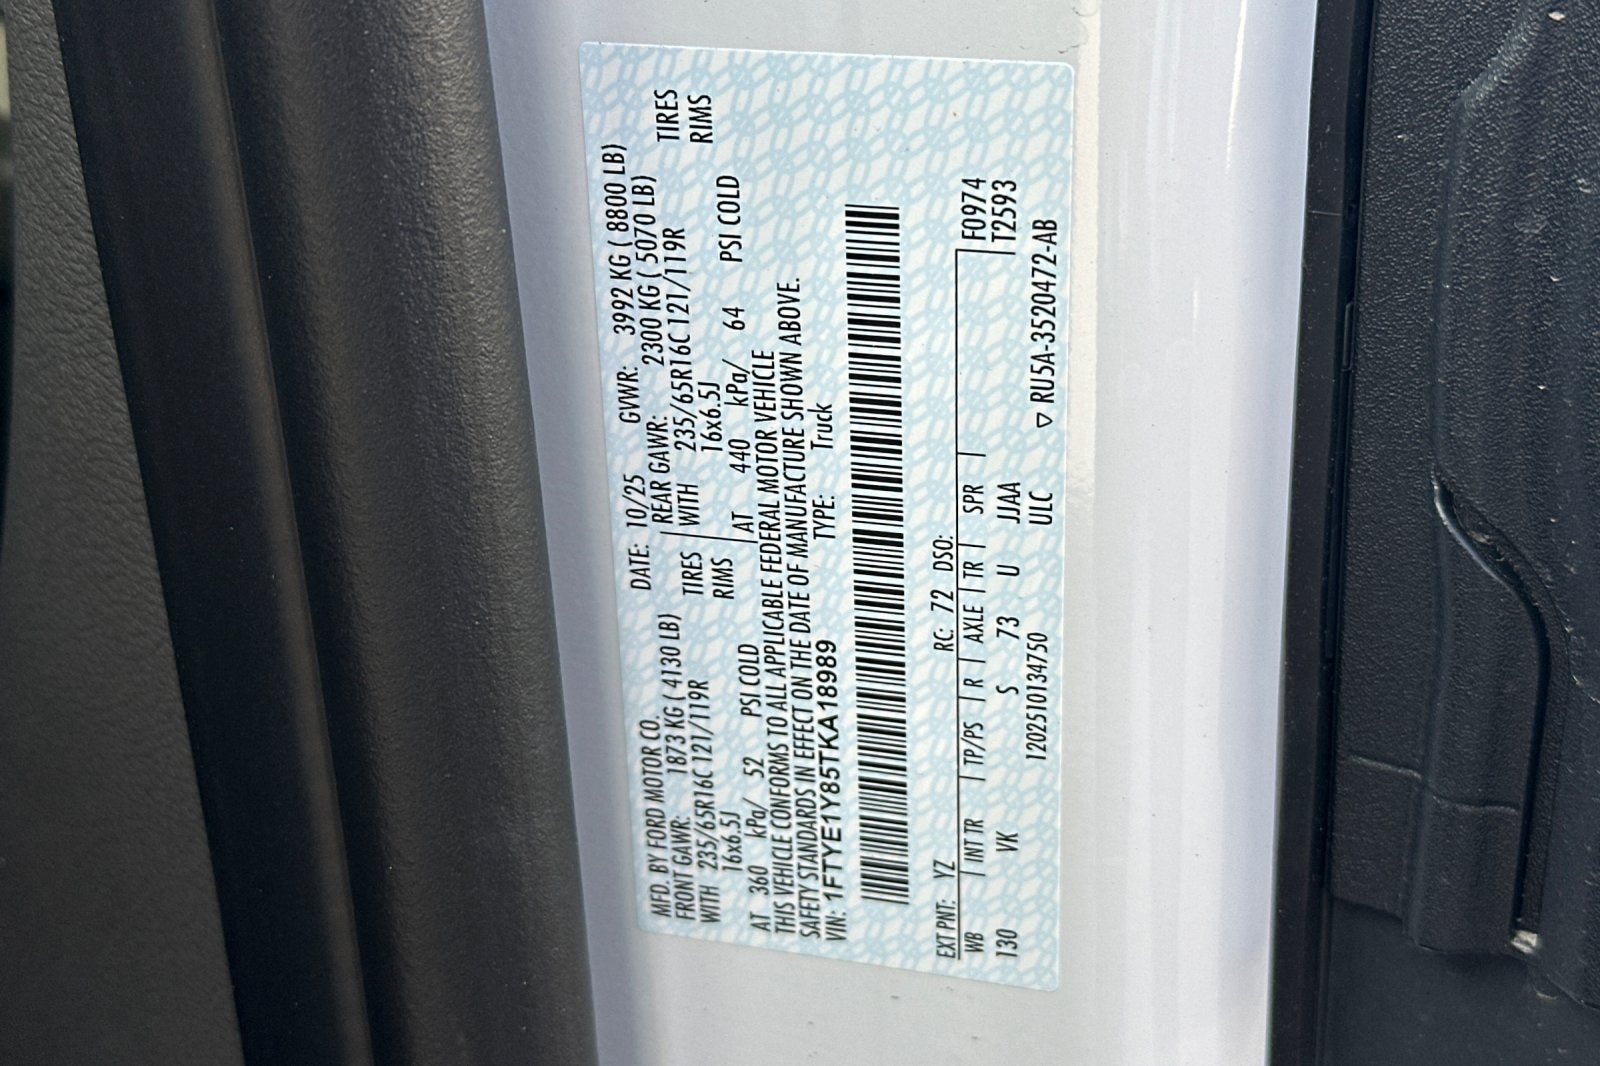 MFD. BY FORD MOTOR CO. DATE: 10/25 GVWR: 3992 KG ( 8800 LB)
FRONT GAWR: 1873 KG ( 4130 LB) REAR GAWR: 2300 KG ( 5070 LB)
WITH 235/65R16C 121/119R TIRES WITH 235/65R16C 121/119R TIRES
16x6.5J RIMS 16x6.5J RIMS
AT 360 kPa/ 52 PSI COLD AT 440 kPa/ 64 PSI COLD
THIS VEHICLE CONFORMS TO ALL APPLICABLE FEDERAL MOTOR VEHICLE
SAFETY STANDARDS IN EFFECT ON THE DATE OF MANUFACTURE SHOWN ABOVE.
VIN: 1FTYE1Y85TKA18989 TYPE: Truck
EXT PNT: YZ RC: 72 DSO:
WB INT TR TP/PS R AXLE TR SPR F0974
130 VK S 73 U JJAA T2593
1202510134750 ULC ▽ RU5A-3520472-AB